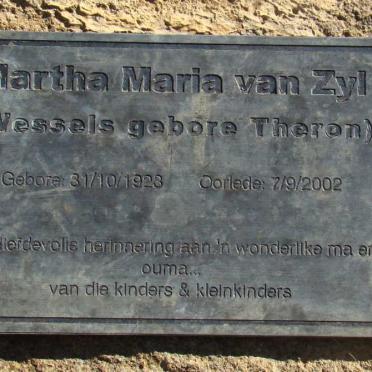 Martha Maria van Zyl
Wessels gebore Theron)
Gebore: 31/10/1923 Oorlede: 7/9/2002
liefdevolle herinnering aan 'n wonderlike ma en
ouma...
van die kinders & kleinkinders